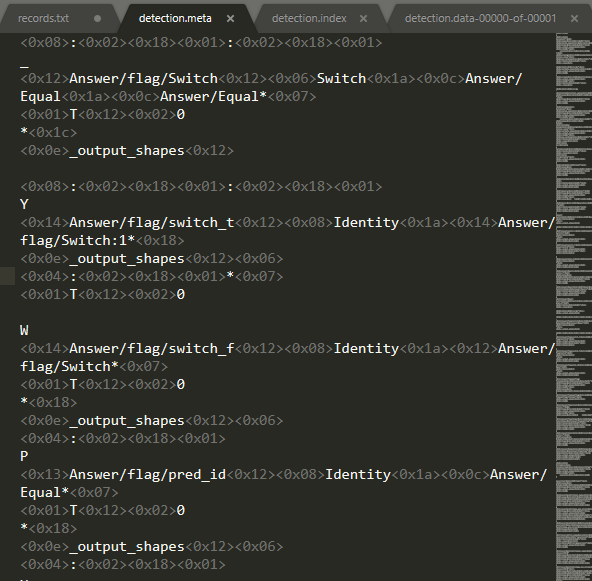 records.txt
detection.meta
detection.index
detection.data-00000-of-00001
<0x08>:<0x02><0x18><0x01>:<0x02><0x18><0x01>
_
<0x12>Answer/flag/Switch<0x12><0x06>Switch<0x1a><0x0c>Answer/
Equal<0x1a><0x0c>Answer/Equal*<0x07>
<0x01>T<0x12><0x02>0
*<0x1c>
<0x0e>_output_shapes<0x12>
<0x08>:<0x02><0x18><0x01>:<0x02><0x18><0x01>
Y
<0x14>Answer/flag/switch_t<0x12><0x08>Identity<0x1a><0x14>Answer/
flag/Switch:1*<0x18>
<0x0e>_output_shapes<0x12><0x06>
<0x04>:<0x02><0x18><0x01>*<0x07>
<0x01>T<0x12><0x02>0
W
<0x14>Answer/flag/switch_f<0x12><0x08>Identity<0x1a><0x12>Answer/
flag/Switch*<0x07>
<0x01>T<0x12><0x02>0
*<0x18>
<0x0e>_output_shapes<0x12><0x06>
<0x04>:<0x02><0x18><0x01>
P
<0x13>Answer/flag/pred_id<0x12><0x08>Identity<0x1a><0x0c>Answer/
Equal*<0x07>
<0x01>T<0x12><0x02>0
*<0x18>
<0x0e>_output_shapes<0x12><0x06>
<0x04>:<0x02><0x18><0x01>